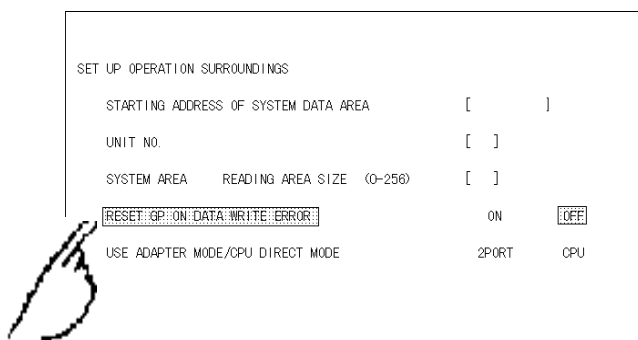 SET UP OPERATION SURROUNDINGS
STARTING ADDRESS OF SYSTEM DATA AREA [ ]
UNIT NO. [ ]
SYSTEM AREA READING AREA SIZE (0-256) [ ]
RESET GP ON DATA WRITE ERROR ON OFF
USE ADAPTER MODE/CPU DIRECT MODE 2PORT CPU